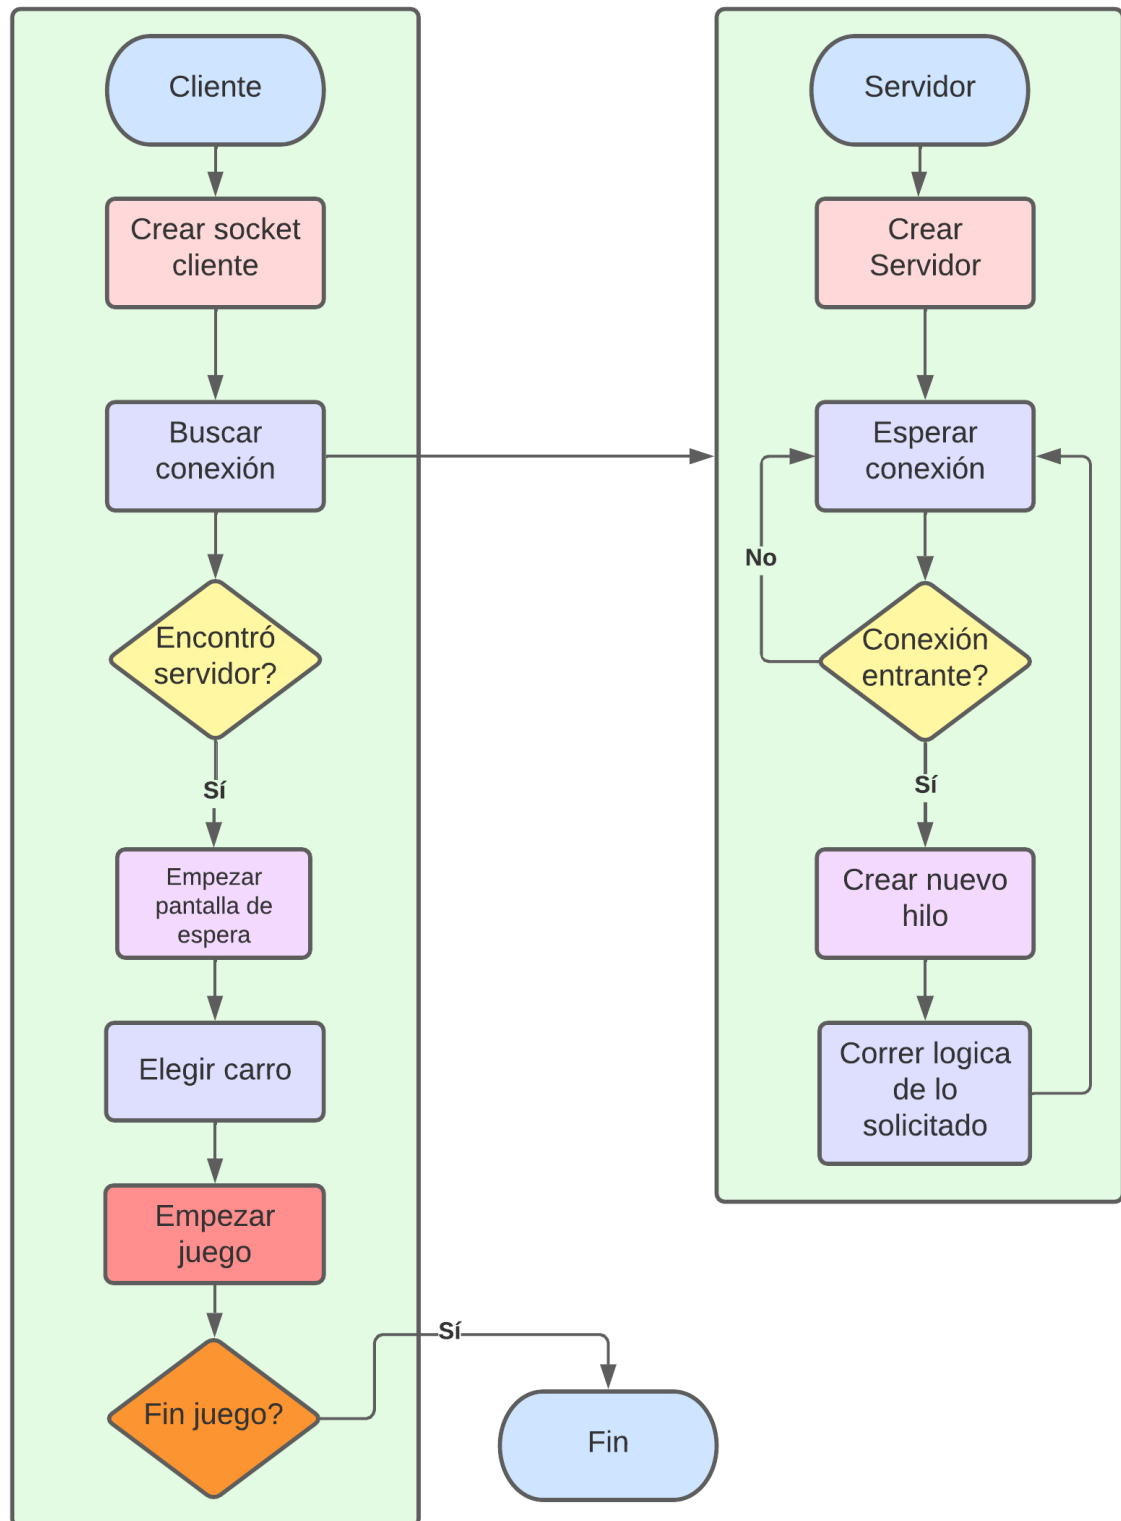 Cliente
Crear socket
cliente
Buscar
conexión
Encontró
servidor?
Sí
Empezar
pantalla de
espera
Elegir carro
Empezar
juego
Fin juego?
Sí
Fin
Servidor
Crear
Servidor
Esperar
conexión
No
Conexión
entrante?
Sí
Crear nuevo
hilo
Correr logica
de lo
solicitado